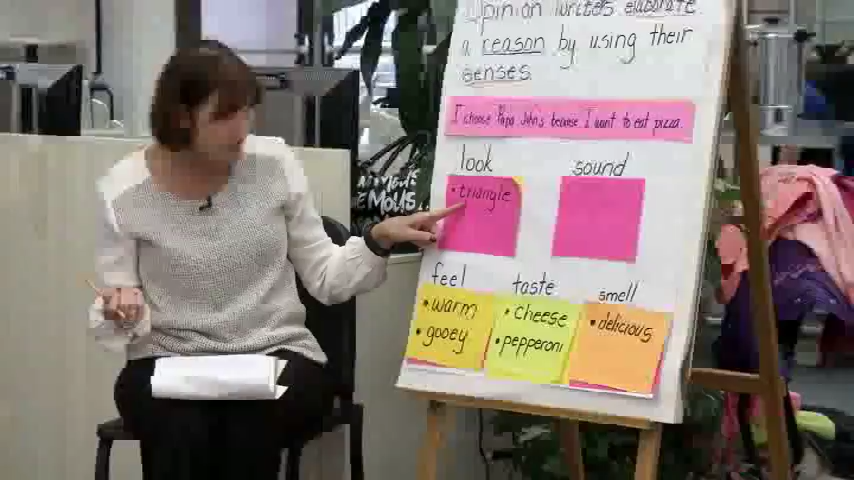 Opinion writers elaborate
a reason by using their
senses.
I choose Papa John's because I want to eat pizza.
look
sound
• triangle
feel
taste
smell
• warm
• gooey
• cheese
• pepperoni
• delicious